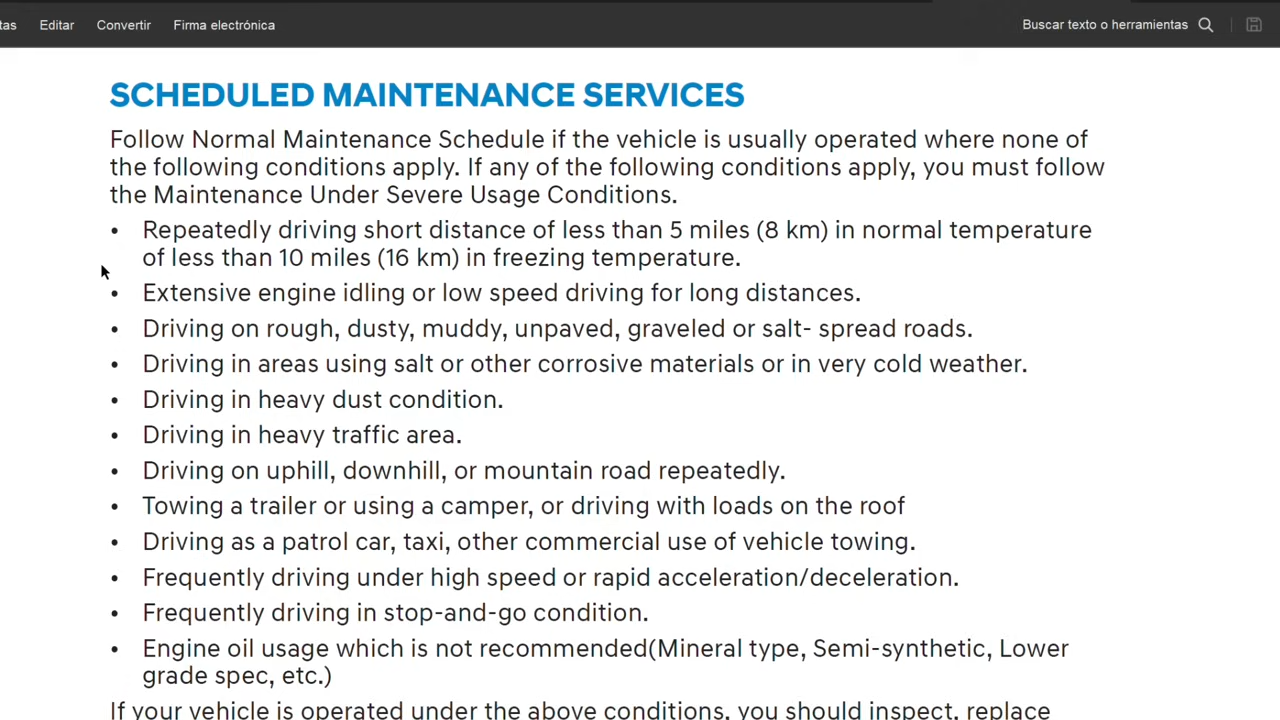 tas Editar Convertir Firma electrónica Buscar texto o herramientas
SCHEDULED MAINTENANCE SERVICES
Follow Normal Maintenance Schedule if the vehicle is usually operated where none of
the following conditions apply. If any of the following conditions apply, you must follow
the Maintenance Under Severe Usage Conditions.
• Repeatedly driving short distance of less than 5 miles (8 km) in normal temperature
of less than 10 miles (16 km) in freezing temperature.
• Extensive engine idling or low speed driving for long distances.
• Driving on rough, dusty, muddy, unpaved, graveled or salt- spread roads.
• Driving in areas using salt or other corrosive materials or in very cold weather.
• Driving in heavy dust condition.
• Driving in heavy traffic area.
• Driving on uphill, downhill, or mountain road repeatedly.
• Towing a trailer or using a camper, or driving with loads on the roof
• Driving as a patrol car, taxi, other commercial use of vehicle towing.
• Frequently driving under high speed or rapid acceleration/deceleration.
• Frequently driving in stop-and-go condition.
• Engine oil usage which is not recommended(Mineral type, Semi-synthetic, Lower
grade spec, etc.)
If your vehicle is operated under the above conditions, you should inspect, replace